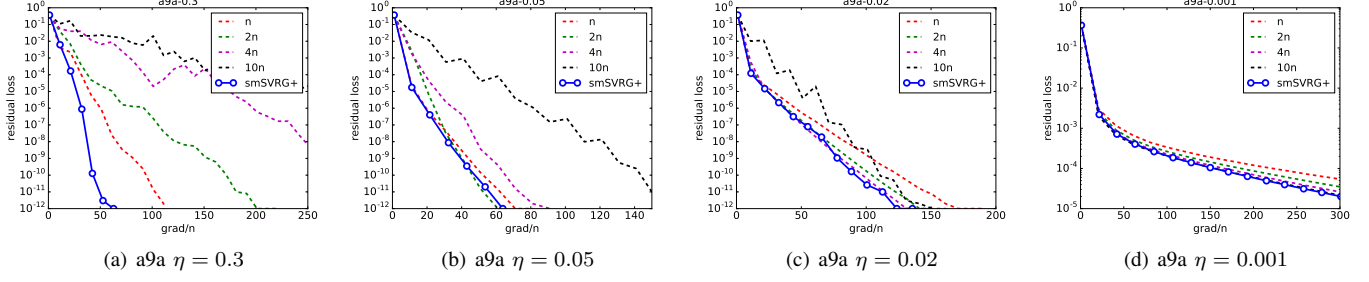 a9a-0.3
residual loss
10^0
10^-1
10^-2
10^-3
10^-4
10^-5
10^-6
10^-7
10^-8
10^-9
10^-10
10^-11
10^-12
n
2n
4n
10n
smSVRG+
0 50 100 150 200 250
grad/n
(a) a9a η = 0.3
a9a-0.05
residual loss
10^0
10^-1
10^-2
10^-3
10^-4
10^-5
10^-6
10^-7
10^-8
10^-9
10^-10
10^-11
10^-12
n
2n
4n
10n
smSVRG+
0 20 40 60 80 100 120 140
grad/n
(b) a9a η = 0.05
a9a-0.02
residual loss
10^0
10^-1
10^-2
10^-3
10^-4
10^-5
10^-6
10^-7
10^-8
10^-9
10^-10
10^-11
10^-12
n
2n
4n
10n
smSVRG+
0 50 100 150 200
grad/n
(c) a9a η = 0.02
a9a-0.001
residual loss
10^0
10^-1
10^-2
10^-3
10^-4
10^-5
n
2n
4n
10n
smSVRG+
0 50 100 150 200 250 300
grad/n
(d) a9a η = 0.001